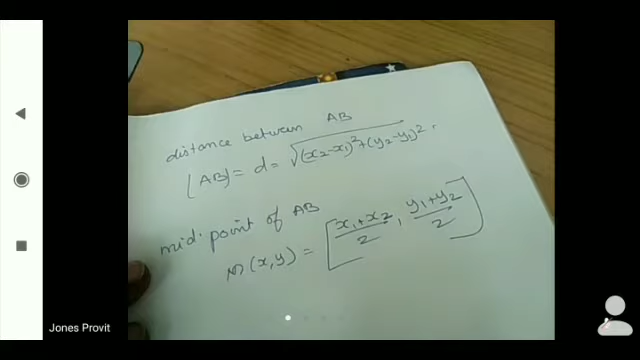 distance between AB
|AB| = d = √(x₂-x₁)²+(y₂-y₁)² .
mid. point of AB
M (x,y) = [x₁+x₂/2 , y₁+y₂/2]
Jones Provit